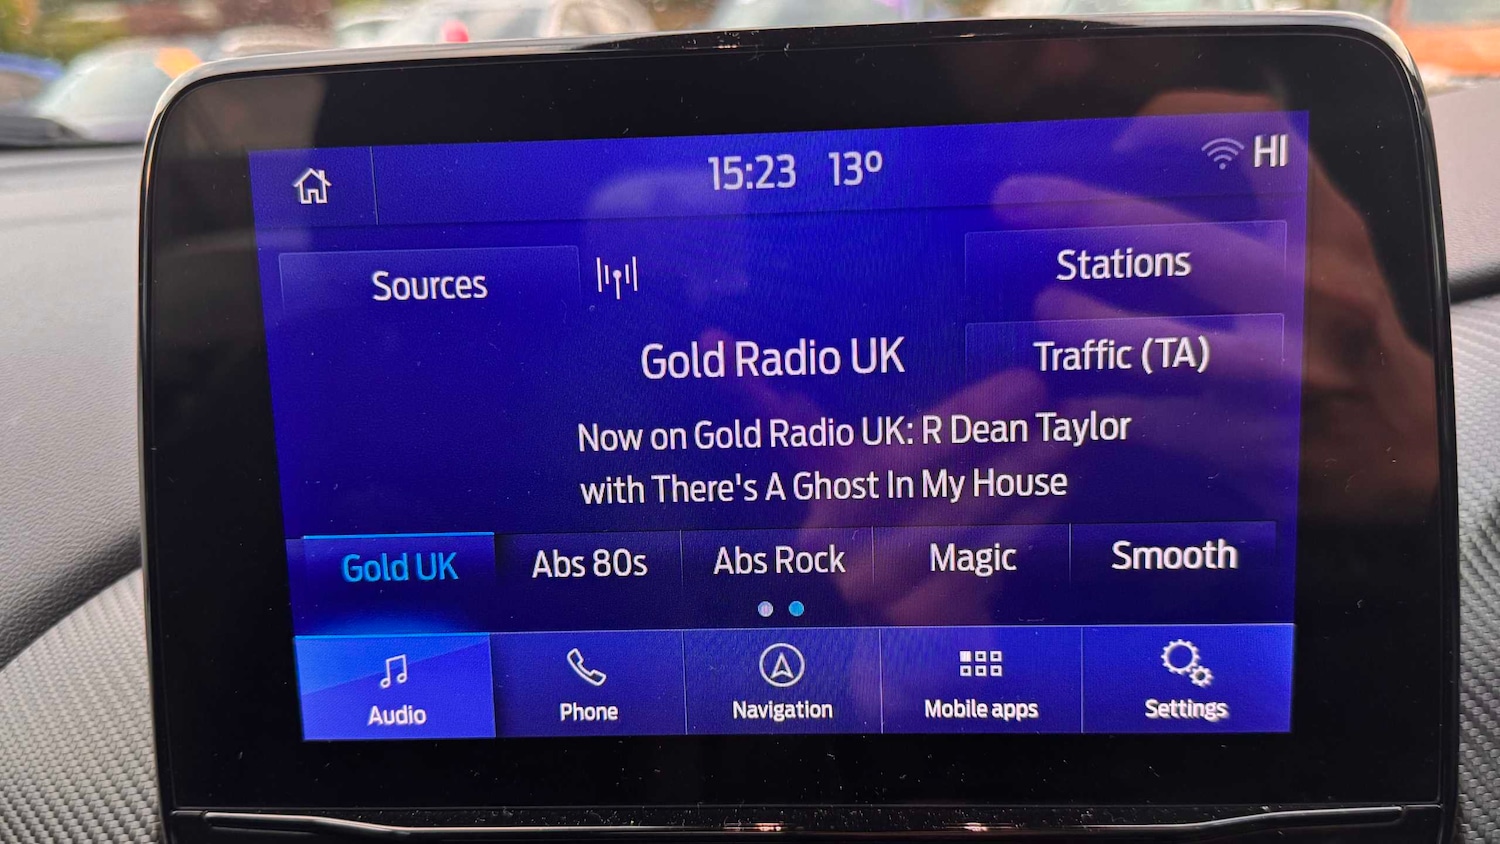 15:23 13º HI
Sources
Stations
Gold Radio UK
Traffic (TA)
Now on Gold Radio UK: R Dean Taylor
with There's A Ghost In My House
Gold UK Abs 80s Abs Rock Magic Smooth
Audio Phone Navigation Mobile apps Settings